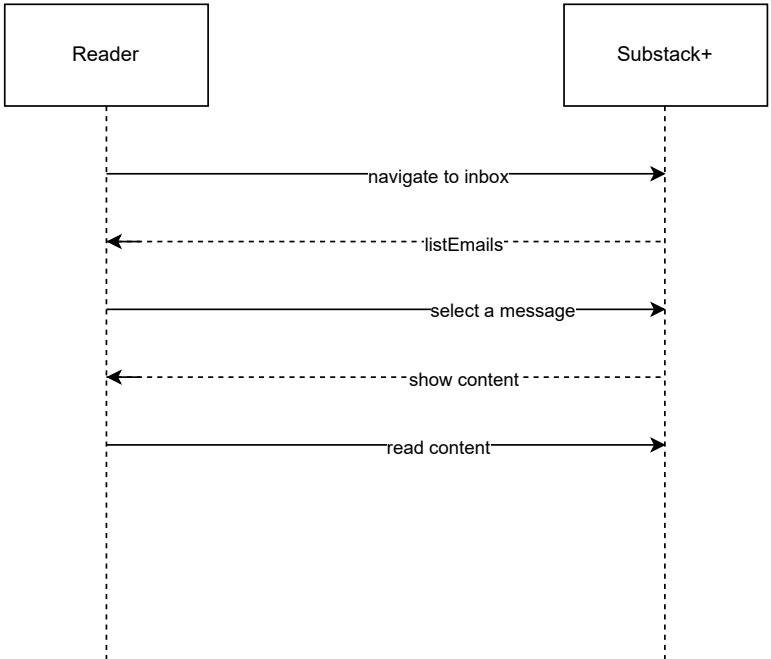 Reader
Substack+
navigate to inbox
listEmails
select a message
show content
read content